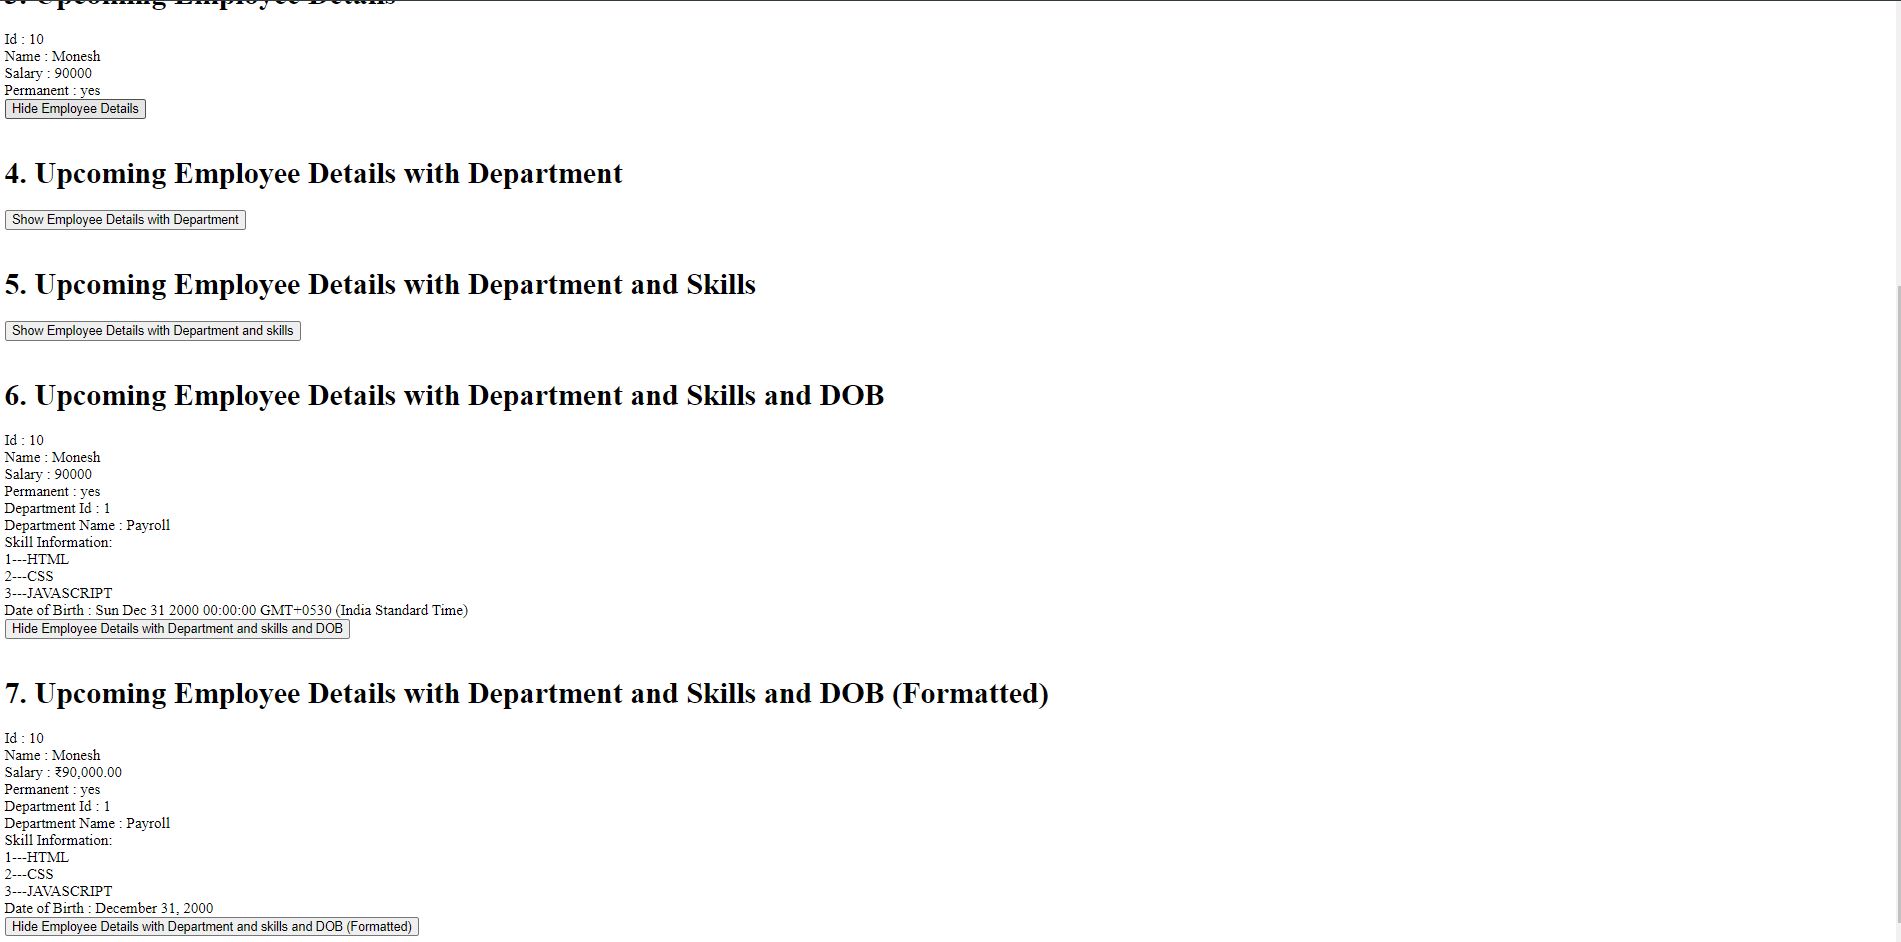 3. Upcoming Employee Details
Id : 10
Name : Monesh
Salary : 90000
Permanent : yes
Hide Employee Details
4. Upcoming Employee Details with Department
Show Employee Details with Department
5. Upcoming Employee Details with Department and Skills
Show Employee Details with Department and skills
6. Upcoming Employee Details with Department and Skills and DOB
Id : 10
Name : Monesh
Salary : 90000
Permanent : yes
Department Id : 1
Department Name : Payroll
Skill Information:
1---HTML
2---CSS
3---JAVASCRIPT
Date of Birth : Sun Dec 31 2000 00:00:00 GMT+0530 (India Standard Time)
Hide Employee Details with Department and skills and DOB
7. Upcoming Employee Details with Department and Skills and DOB (Formatted)
Id : 10
Name : Monesh
Salary : ₹90,000.00
Permanent : yes
Department Id : 1
Department Name : Payroll
Skill Information:
1---HTML
2---CSS
3---JAVASCRIPT
Date of Birth : December 31, 2000
Hide Employee Details with Department and skills and DOB (Formatted)